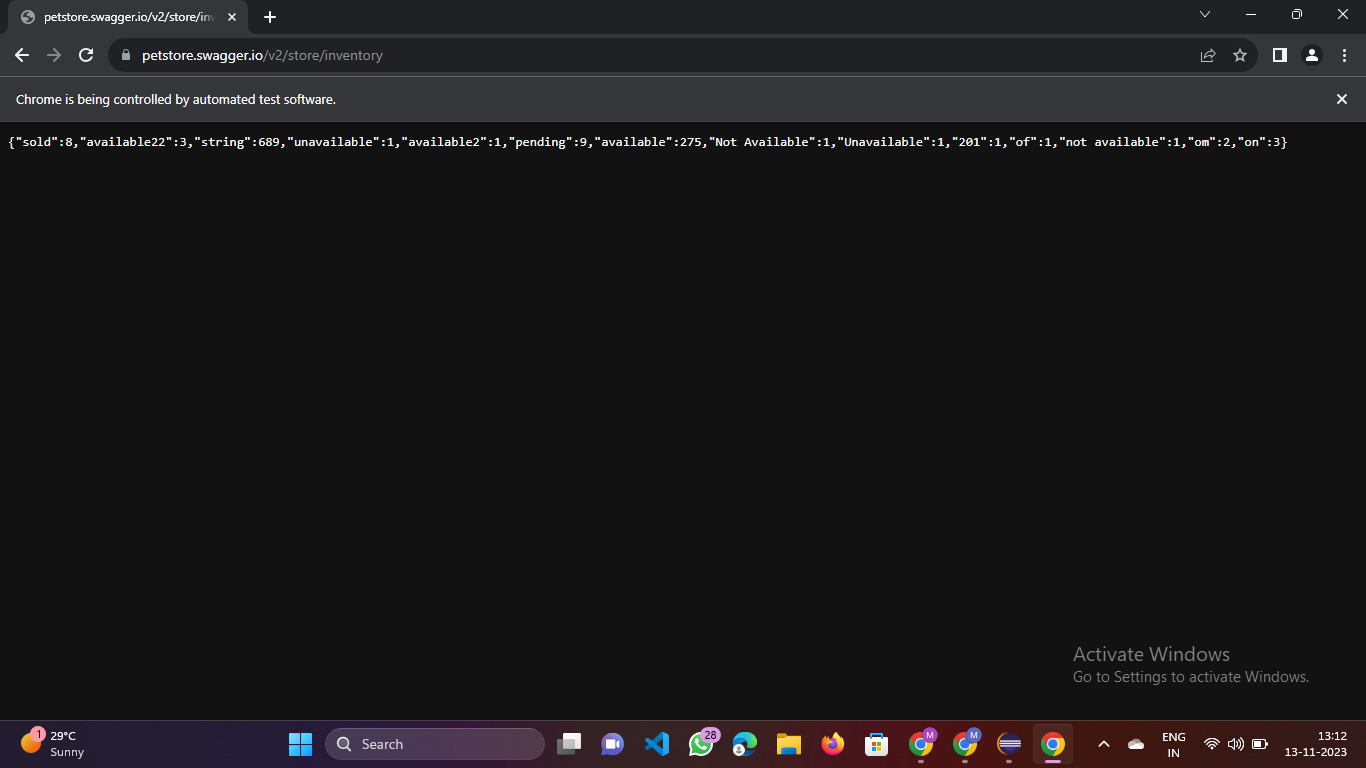 petstore.swagger.io/v2/store/inv
petstore.swagger.io/v2/store/inventory
Chrome is being controlled by automated test software.
{"sold":8,"available22":3,"string":689,"unavailable":1,"available2":1,"pending":9,"available":275,"Not Available":1,"Unavailable":1,"201":1,"of":1,"not available":1,"om":2,"on":3}
Activate Windows
Go to Settings to activate Windows.
1
29°C
Sunny
Search
28
M
M
ENG
IN
13:12
13-11-2023